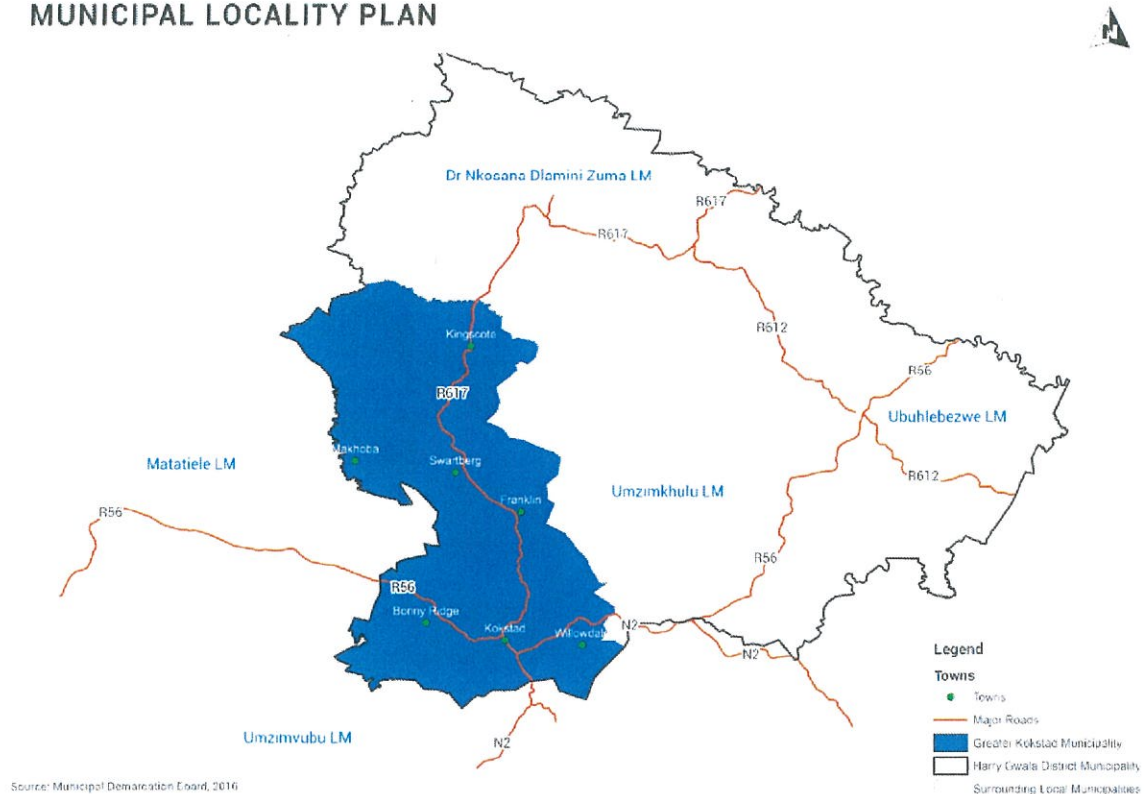 MUNICIPAL LOCALITY PLAN
N
Dr Nkosana Dlamini Zuma LM
R617
R617
R612
Kingscote
R56
R617
Ubuhlebezwe LM
Makhoba
Swartberg
Matatiele LM
R612
Umzimkhulu LM
Franklin
R56
R56
R56
Bonny Ridge
Kokstad
Willowdale
N2
N2
Umzimvubu LM
N2
Legend
Towns
Towns
Major Roads
Greater Kokstad Municipality
Harry Gwala District Municipality
Surrounding Local Municipalities
Source: Municipal Demarcation Board, 2016